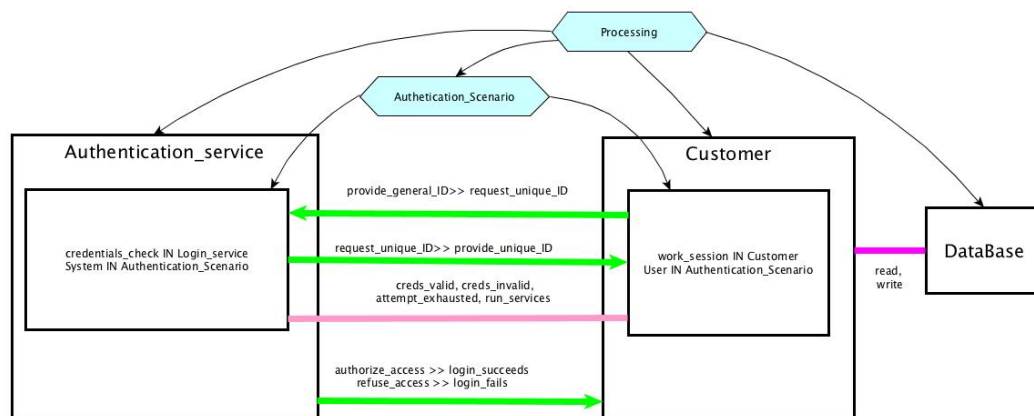 Processing
Authetication_Scenario
Authentication_service
Customer
provide_general_ID>> request_unique_ID
credentials_check IN Login_service
System IN Authentication_Scenario
request_unique_ID>> provide_unique_ID
work_session IN Customer
User IN Authentication_Scenario
DataBase
read,
write
creds_valid, creds_invalid,
attempt_exhausted, run_services
authorize_access >> login_succeeds
refuse_access >> login_fails